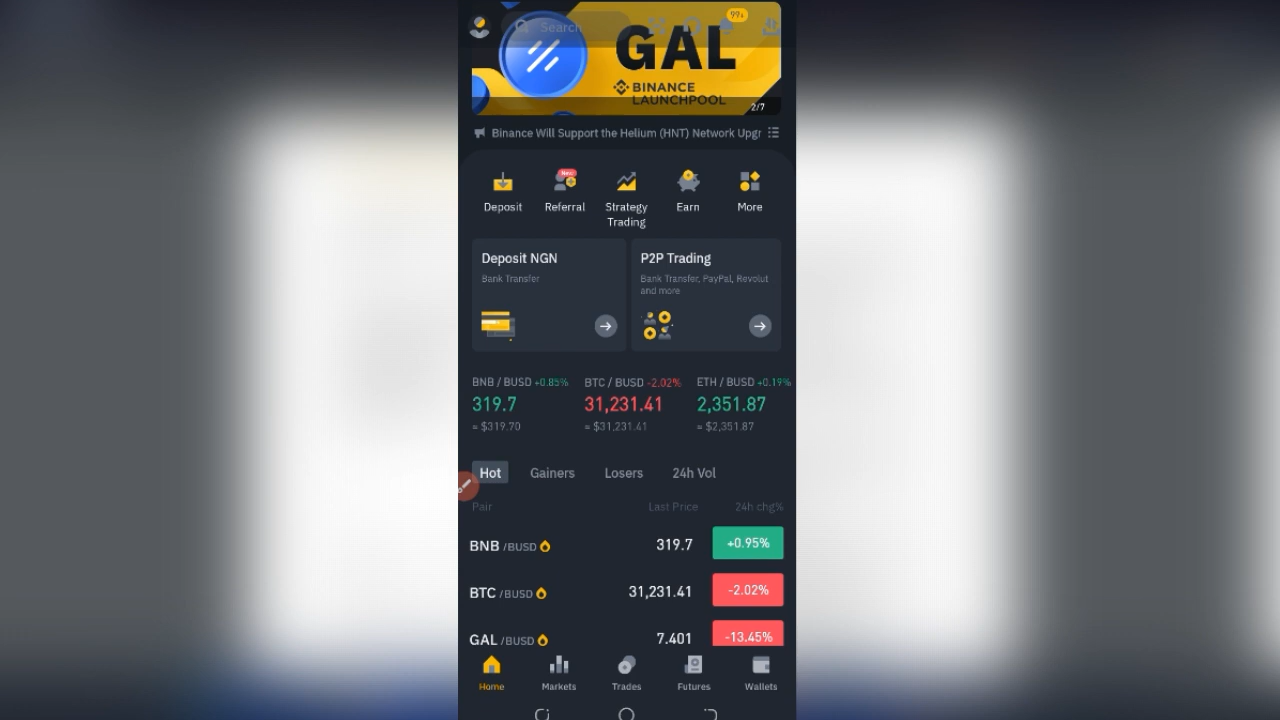 Search
99+
GAL
BINANCE
LAUNCHPOOL
2/7
Binance Will Support the Helium (HNT) Network Upgr
Deposit
New
Referral
Strategy
Trading
Earn
More
Deposit NGN
Bank Transfer
P2P Trading
Bank Transfer, PayPal, Revolut
and more
BNB / BUSD +0.85% BTC / BUSD -2.02% ETH / BUSD +0.19%
319.7 31,231.41 2,351.87
≈ $319.70 ≈ $31,231.41 ≈ $2,351.87
Hot Gainers Losers 24h Vol
Pair Last Price 24h chg%
BNB /BUSD 319.7 +0.95%
BTC /BUSD 31,231.41 -2.02%
GAL /BUSD 7.401 -13.45%
Home Markets Trades Futures Wallets